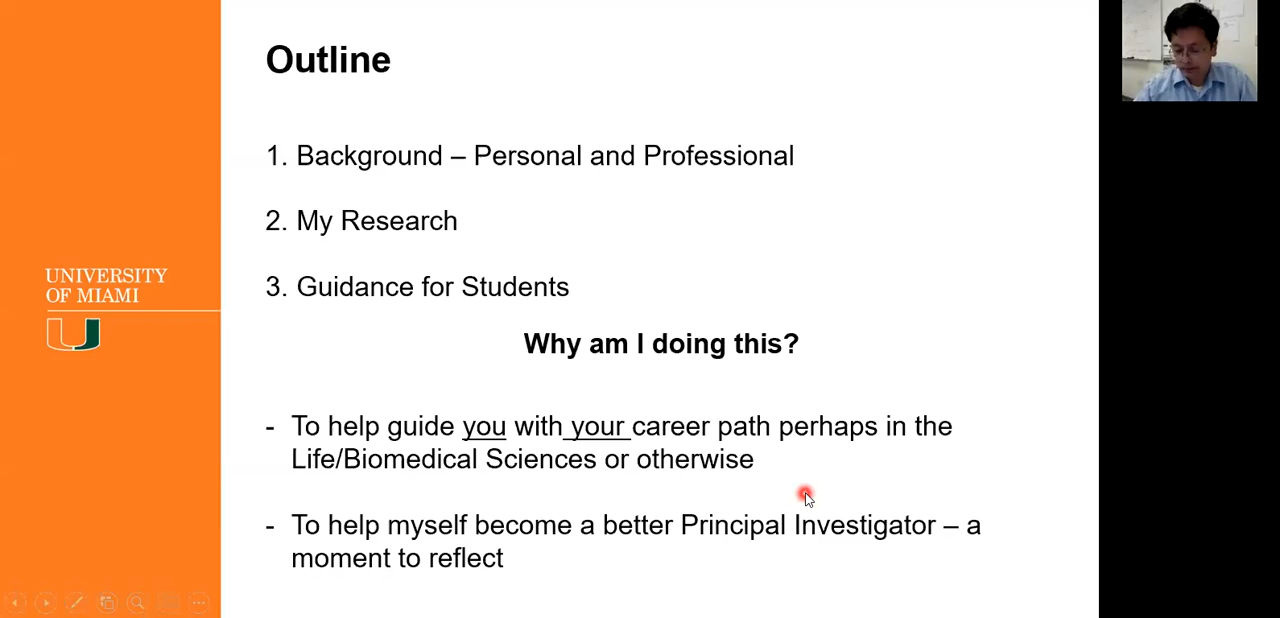 Outline
1. Background – Personal and Professional
2. My Research
3. Guidance for Students
UNIVERSITY
OF MIAMI
Why am I doing this?
- To help guide you with your career path perhaps in the
Life/Biomedical Sciences or otherwise
- To help myself become a better Principal Investigator – a
moment to reflect